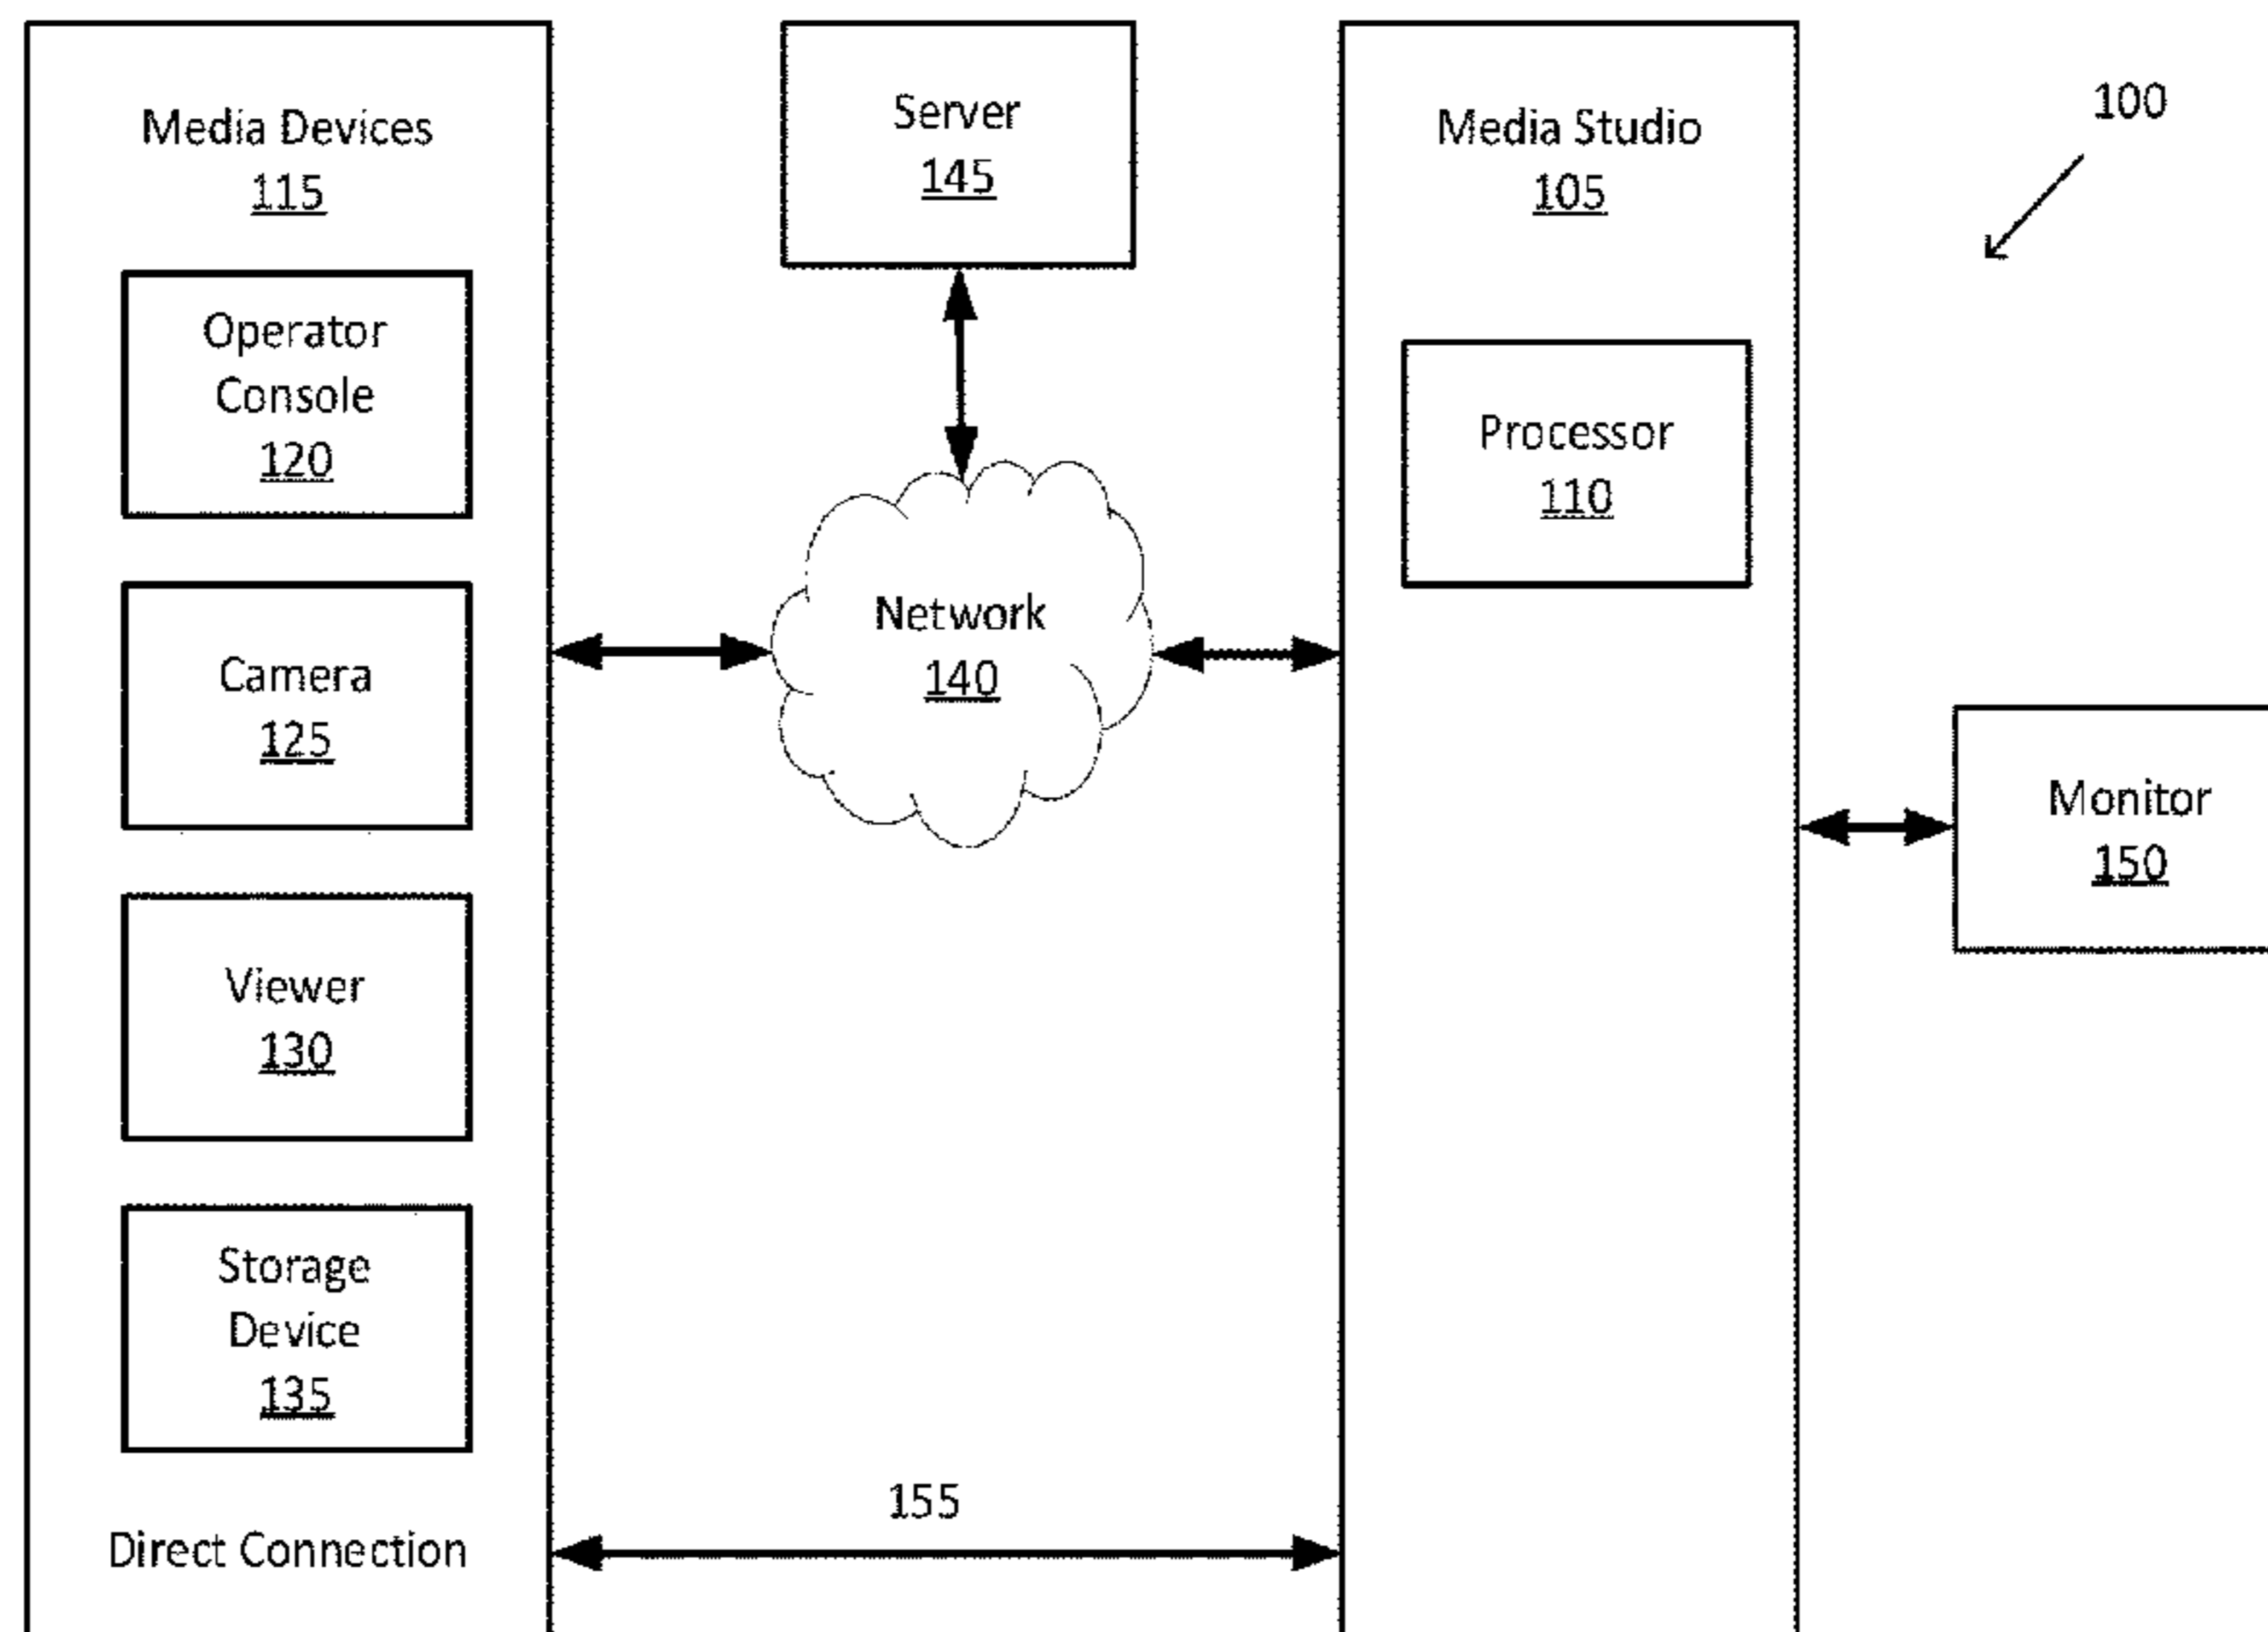 Media Devices
115
Operator
Console
120
Camera
125
Viewer
130
Storage
Device
135
Direct Connection
Server
145
Network
140
155
Media Studio
105
Processor
110
100
Monitor
150